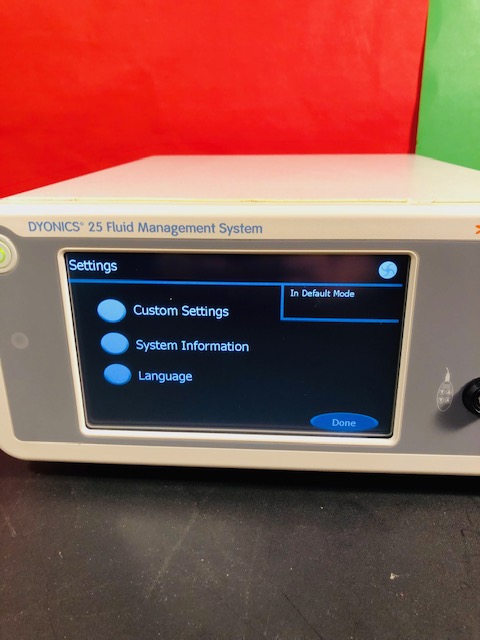 DYONICS® 25 Fluid Management System
Settings
In Default Mode
Custom Settings
System Information
Language
Done